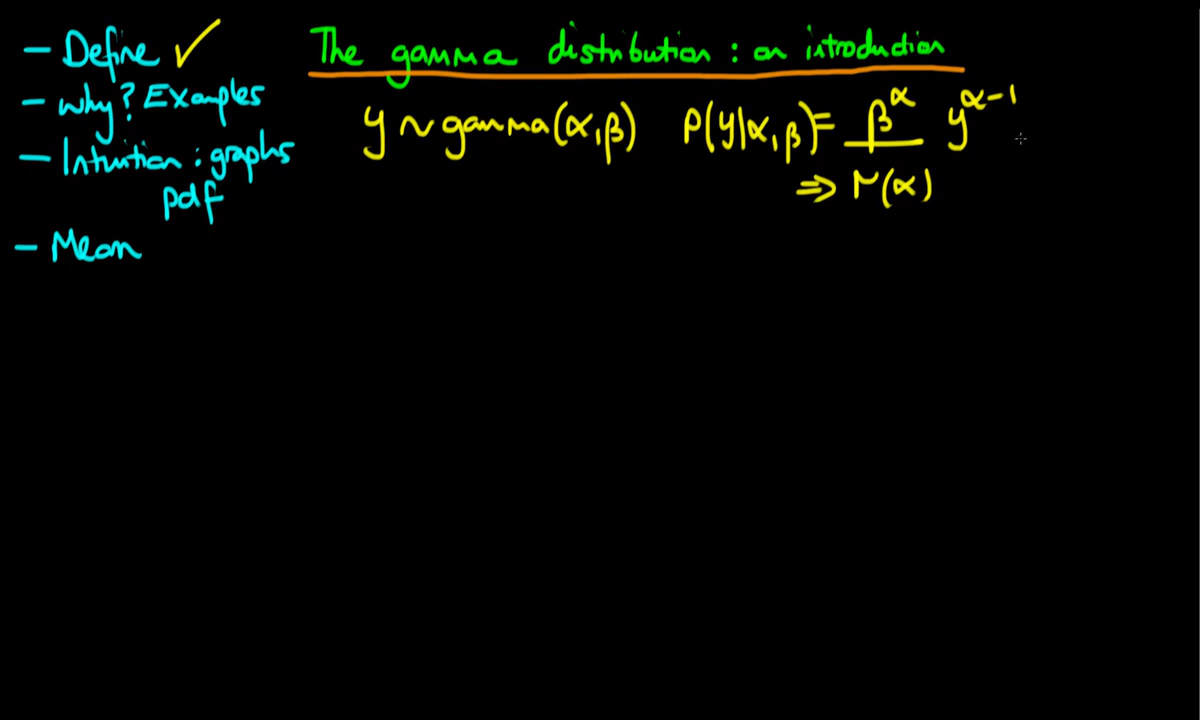 The gamma distribution : an introduction
- Define ✓
- Why? Examples
- Intuition : graphs
pdf
- Mean
y ~ gamma(α,β) P(y|α,β) = β^α y^α-1
⇒ Γ(α)